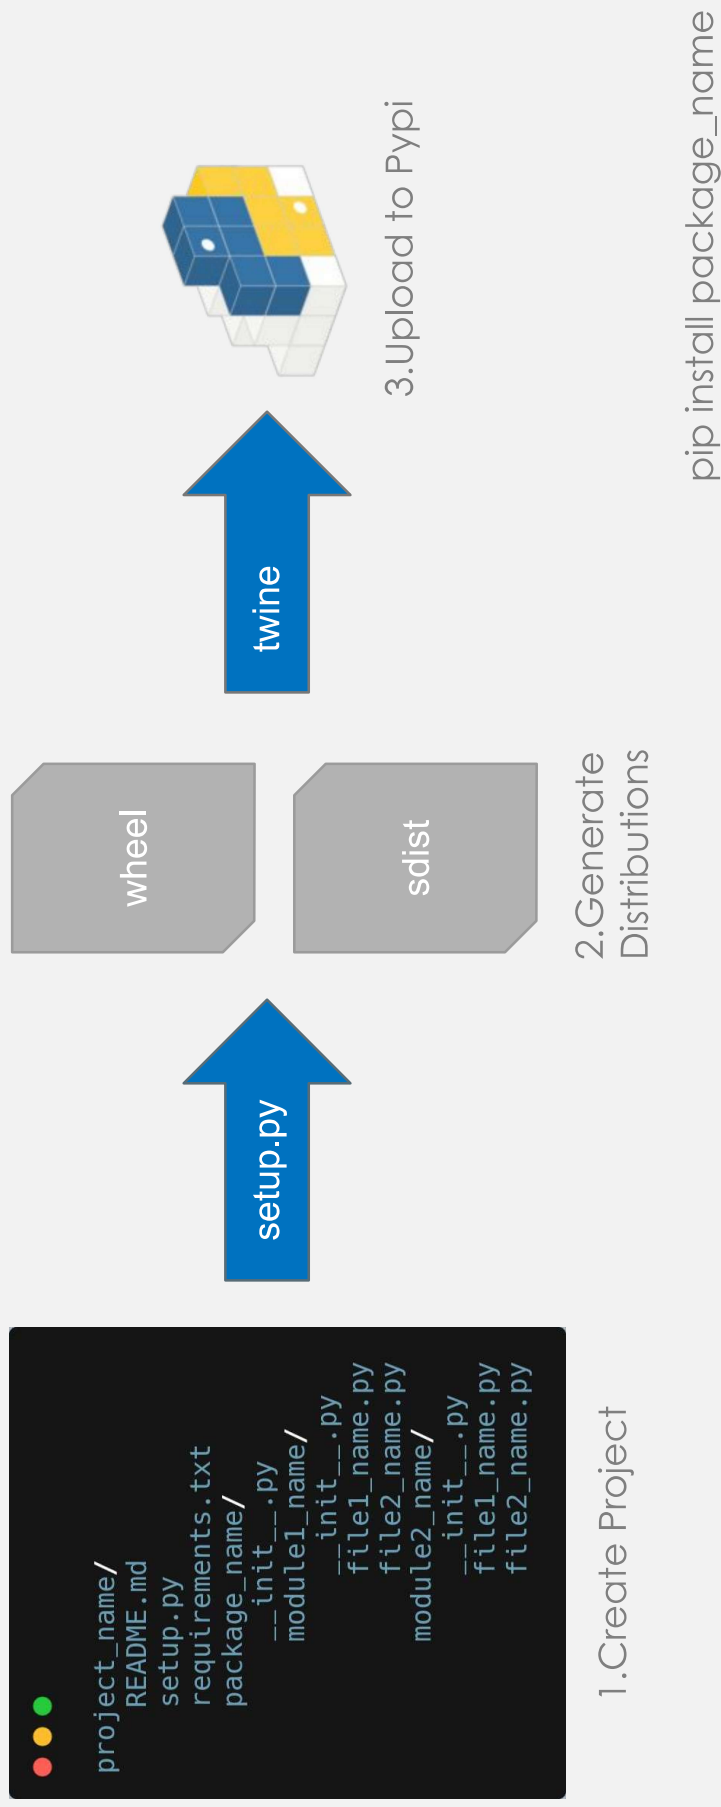 project_name/
README.md
setup.py
requirements.txt
package_name/
__init__.py
module1_name/
__init__.py
file1_name.py
file2_name.py
module2_name/
__init__.py
file1_name.py
file2_name.py
1.Create Project
setup.py
wheel
sdist
2.Generate
Distributions
twine
3.Upload to Pypi
pip install package_name